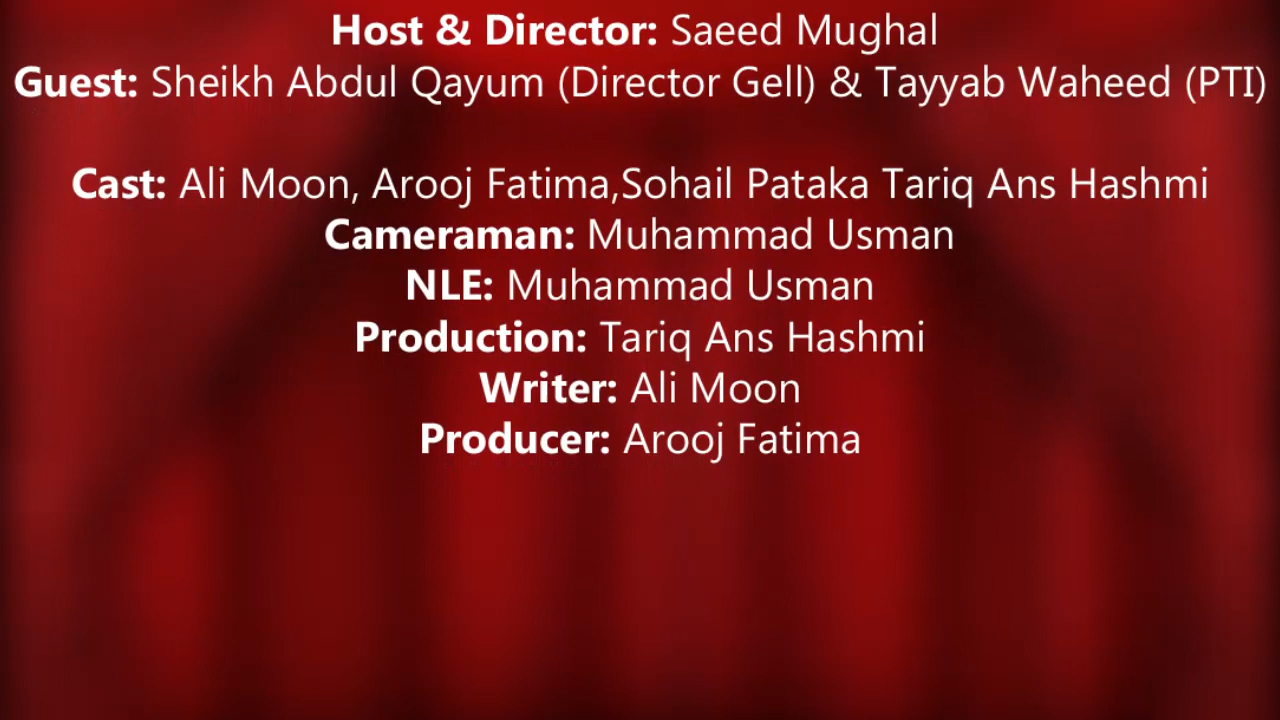 Host & Director: Saeed Mughal
Guest: Sheikh Abdul Qayum (Director Gell) & Tayyab Waheed (PTI)
Cast: Ali Moon, Arooj Fatima,Sohail Pataka Tariq Ans Hashmi
Cameraman: Muhammad Usman
NLE: Muhammad Usman
Production: Tariq Ans Hashmi
Writer: Ali Moon
Producer: Arooj Fatima